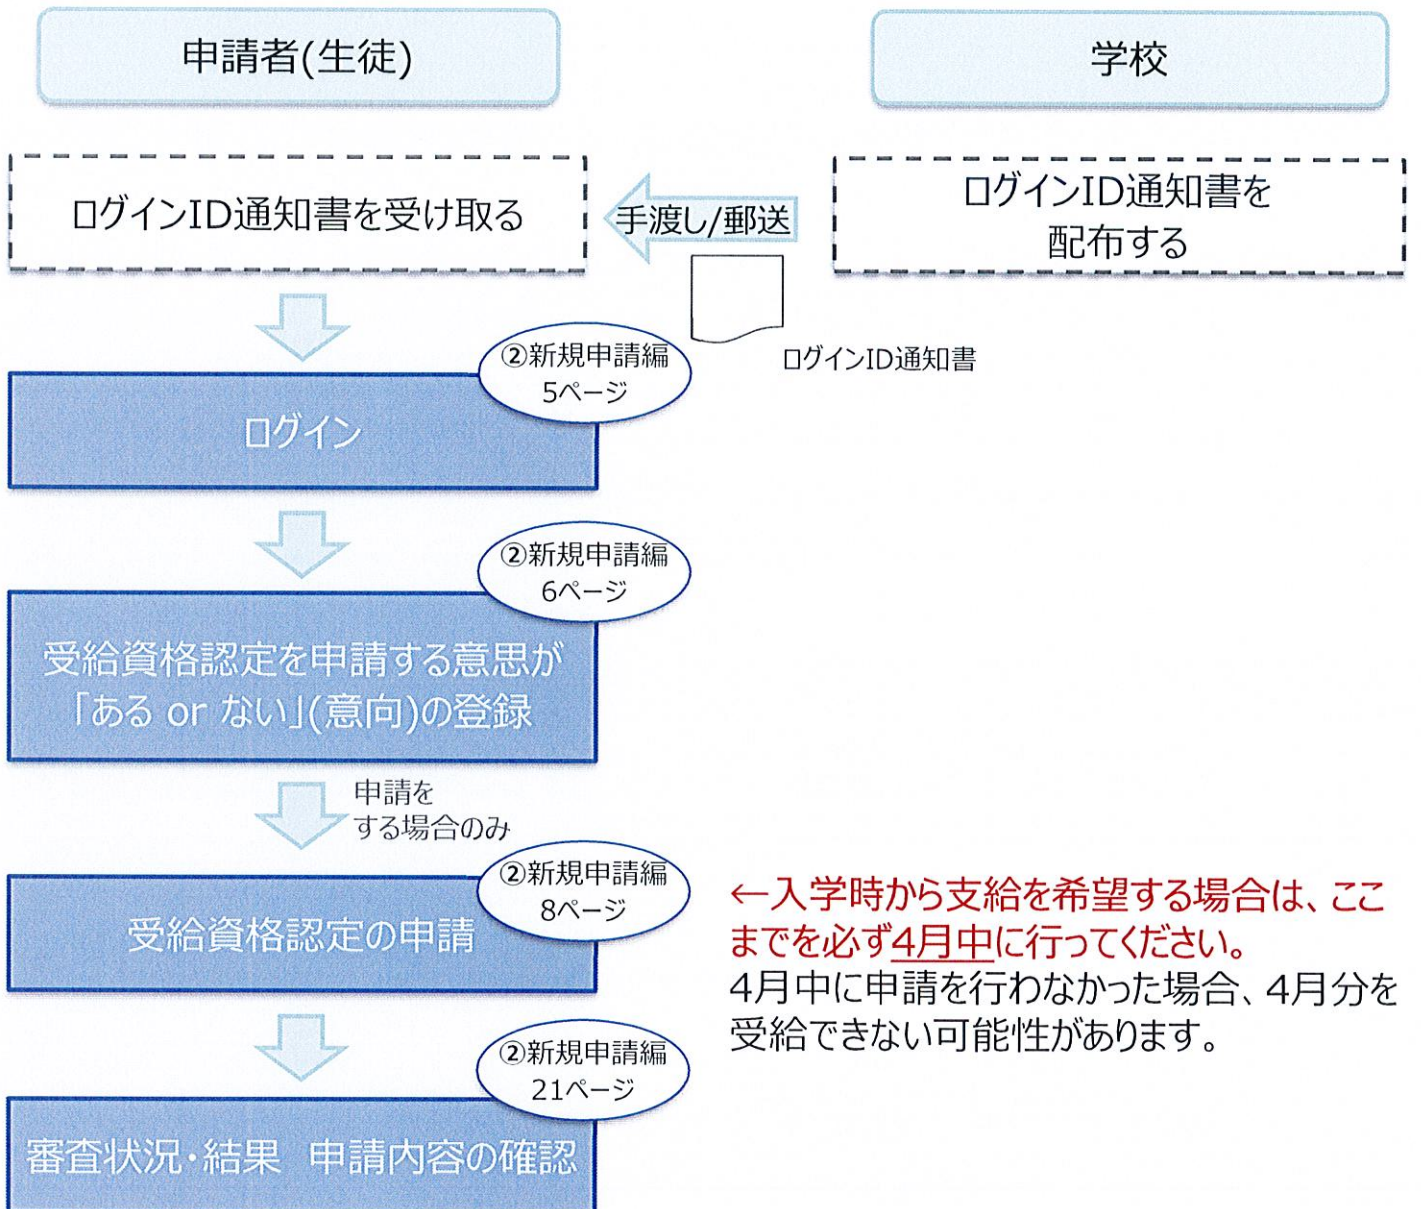 申請者(生徒)
学校
ログインID通知書を受け取る
手渡し/郵送
ログインID通知書を
配布する
ログインID通知書
②新規申請編
5ページ
ログイン
②新規申請編
6ページ
受給資格認定を申請する意思が
「ある or ない」(意向)の登録
申請を
する場合のみ
②新規申請編
8ページ
受給資格認定の申請
←入学時から支給を希望する場合は、ここ
までを必ず4月中に行ってください。
4月中に申請を行わなかった場合、4月分を
受給できない可能性があります。
②新規申請編
21ページ
審査状況・結果　申請内容の確認